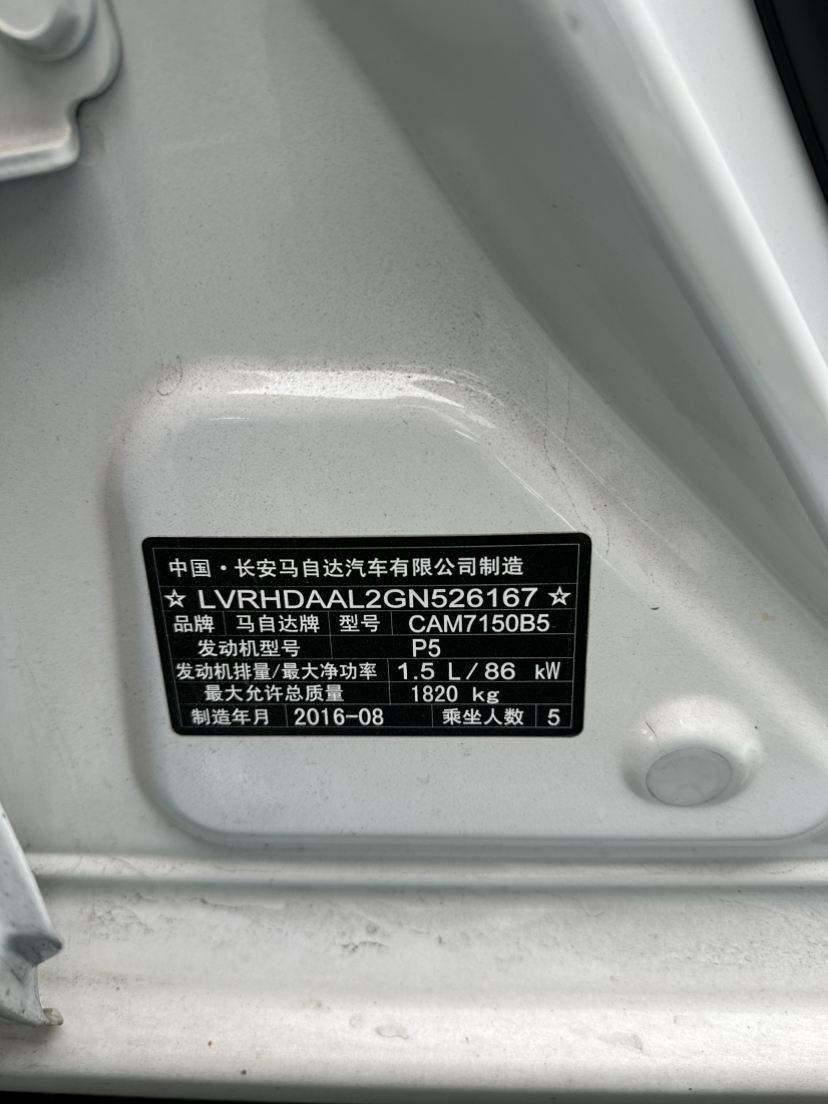 中国·长安马自达汽车有限公司制造
☆ LVRHDAAL2GN526167 ☆
品牌 马自达牌 型号 CAM7150B5
发动机型号 P5
发动机排量/最大净功率 1.5 L/86 kW
最大允许总质量 1820 kg
制造年月 2016-08 乘坐人数 5